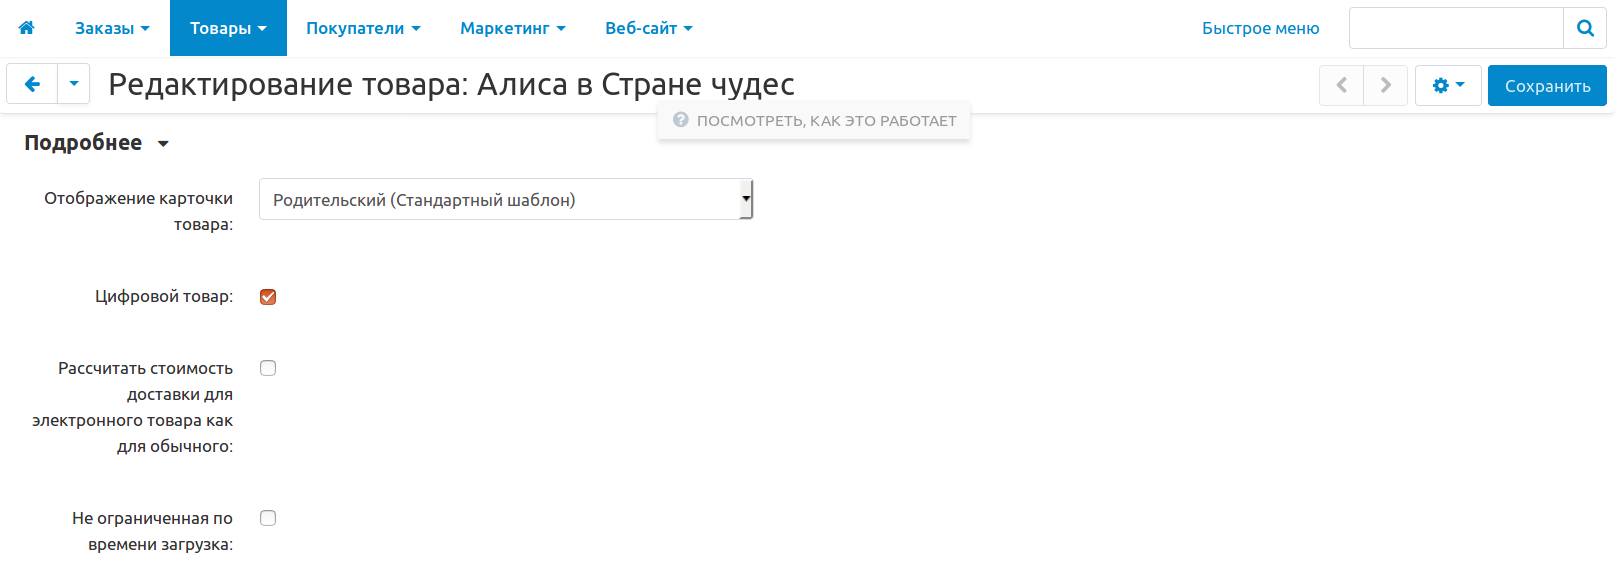 Заказы Товары Покупатели Маркетинг Веб-сайт Быстрое меню
Редактирование товара: Алиса в Стране чудес Сохранить
ПОСМОТРЕТЬ, КАК ЭТО РАБОТАЕТ
Подробнее
Отображение карточки
товара:
Родительский (Стандартный шаблон)
Цифровой товар:
Рассчитать стоимость
доставки для
электронного товара как
для обычного:
Не ограниченная по
времени загрузка: